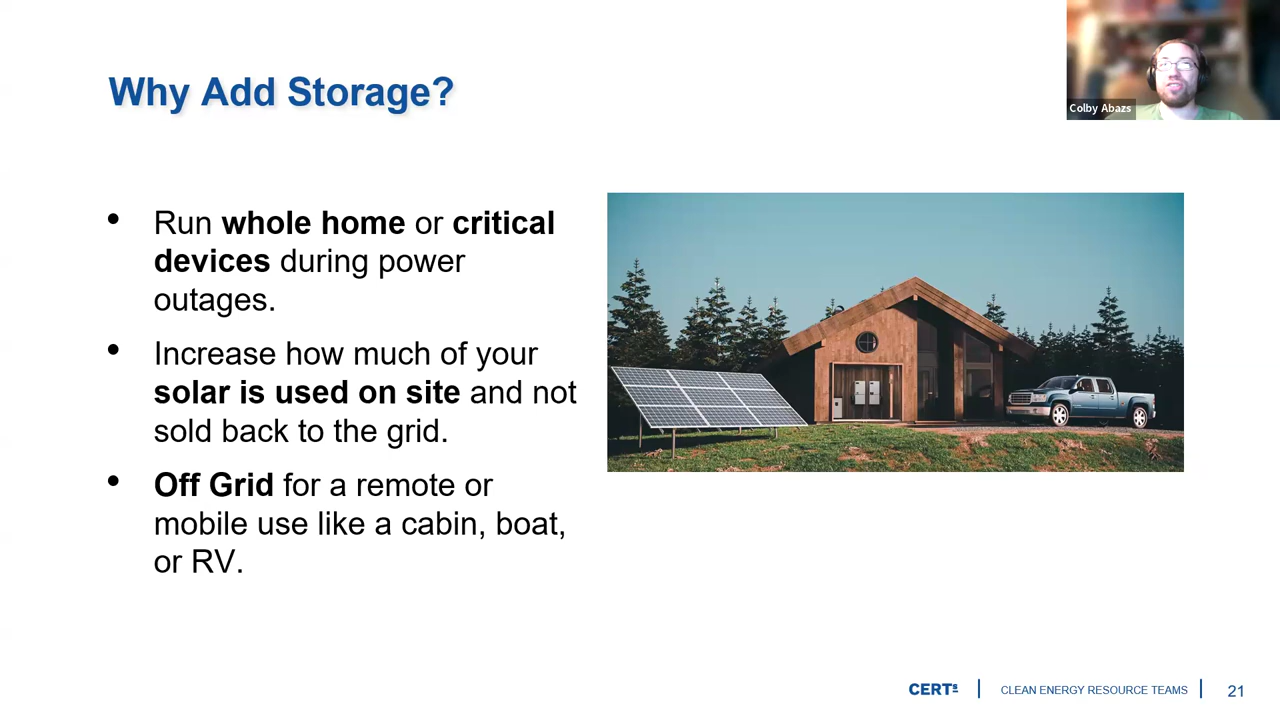 Why Add Storage?
Colby Abazs
• Run whole home or critical
devices during power
outages.
• Increase how much of your
solar is used on site and not
sold back to the grid.
• Off Grid for a remote or
mobile use like a cabin, boat,
or RV.
CERTs | CLEAN ENERGY RESOURCE TEAMS | 21